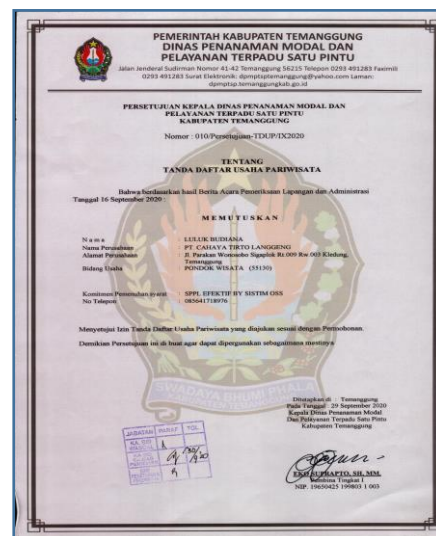 PEMERINTAH KABUPATEN TEMANGGUNG
DINAS PENANAMAN MODAL DAN
PELAYANAN TERPADU SATU PINTU
Jalan Jenderal Sudirman Nomor 41-42 Temanggung 56215 Telepon 0293 491283 Faximili
0293 491283 Surat Elektronik: dpmptsptemanggung@yahoo.com Laman:
dpmptsp.temanggungkab.go.id
PERSETUJUAN KEPALA DINAS PENANAMAN MODAL DAN
PELAYANAN TERPADU SATU PINTU
KABUPATEN TEMANGGUNG
Nomor : 010/Persetujuan-TDUP/IX2020
TENTANG
TANDA DAFTAR USAHA PARIWISATA
Bahwa berdasarkan hasil Berita Acara Pemeriksaan Lapangan dan Administrasi
Tanggal 16 September 2020 :
M E M U T U S K A N
N a m a : LULUK BUDIANA
Nama Perusahaan : PT. CAHAYA TIRTO LANGGENG
Alamat Perusahaan : Jl. Parakan Wonosobo Sigaplok Rt.009 Rw.003 Kledung,
Temanggung
Bidang Usaha : PONDOK WISATA (55130)
Komitmen Pemenuhan syarat : SPPL EFEKTIF BY SISTIM OSS
No Telepon : 085641718976
Menyetujui Izin Tanda Daftar Usaha Pariwisata yang diajukan sesuai dengan Permohonan.
Demikian Persetujuan ini di buat agar dapat dipergunakan sebagaimana mestinya
SWADAYA BHUMI PHALA
KABUPATEN TEMANGGUNG
Ditetapkan di : Temanggung
Pada Tanggal : 29 September 2020
Kepala Dinas Penanaman Modal
Dan Pelayanan Terpadu Satu Pintu
Kabupaten Temanggung
JABATAN PARAF TGL
EKO SUPRAPTO, SH, MM.
Pembina Tingkat I
NIP. 19650425 199803 1 003